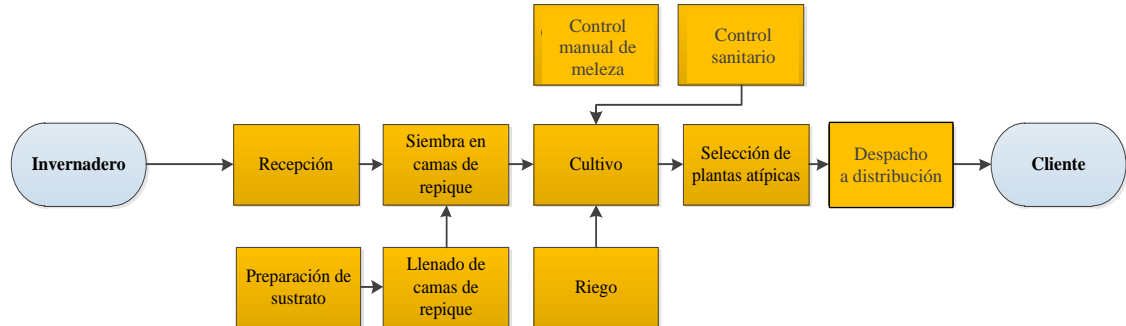 Control
manual de
meleza
Control
sanitario
Invernadero
Recepción
Siembra en
camas de
repique
Cultivo
Selección de
plantas atípicas
Despacho
a distribución
Cliente
Preparación de
sustrato
Llenado de
camas de
repique
Riego